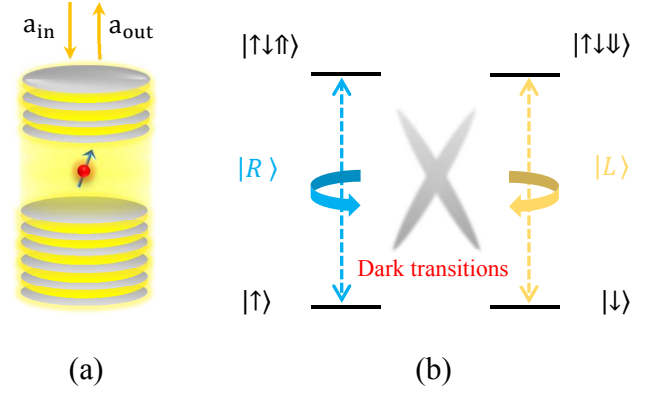 a_in a_out
|↑↓⇑⟩ |↑↓⇓⟩
|R⟩ |L⟩
Dark transitions
|↑⟩ |↓⟩
(a) (b)